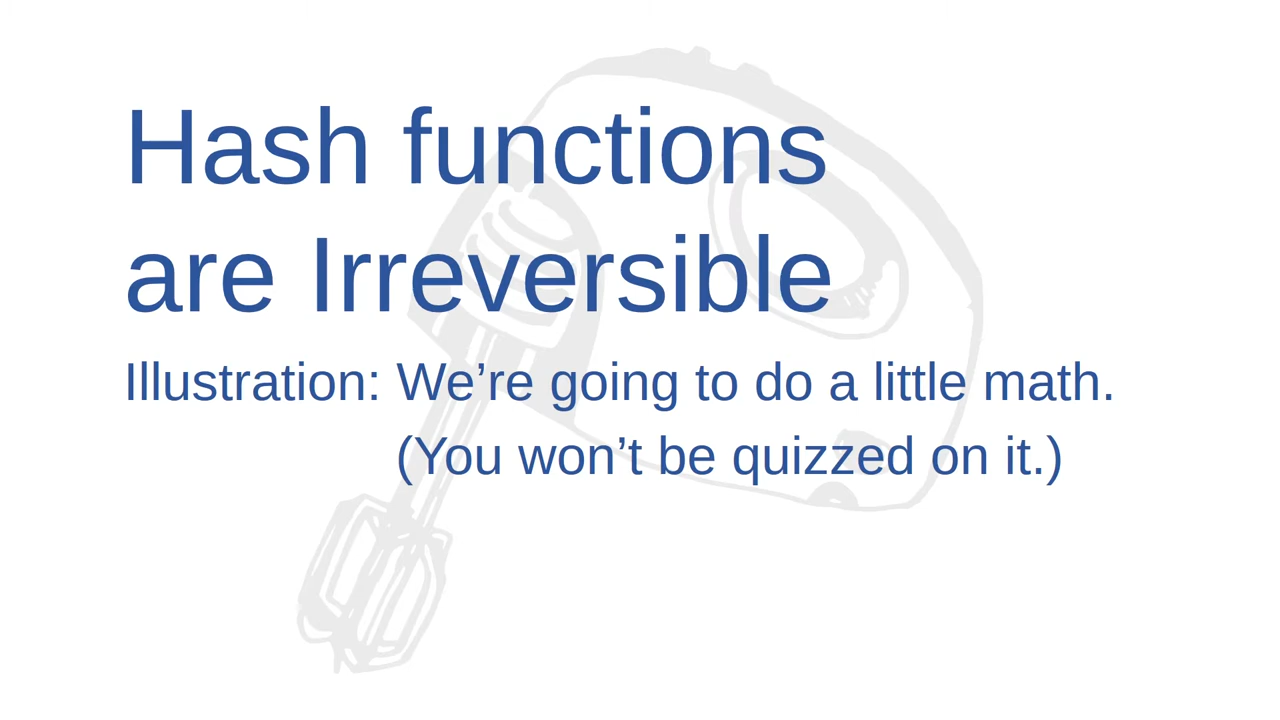 Hash functions
are Irreversible
Illustration: We’re going to do a little math.
(You won’t be quizzed on it.)